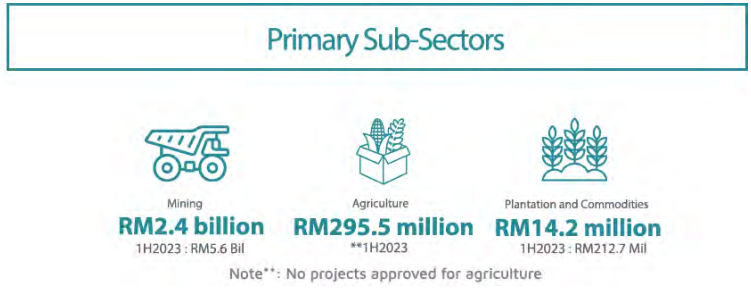 Primary Sub-Sectors
Mining
RM2.4 billion
1H2023 : RM5.6 Bil
Agriculture
RM295.5 million
**1H2023
Plantation and Commodities
RM14.2 million
1H2023 : RM212.7 Mil
Note**: No projects approved for agriculture